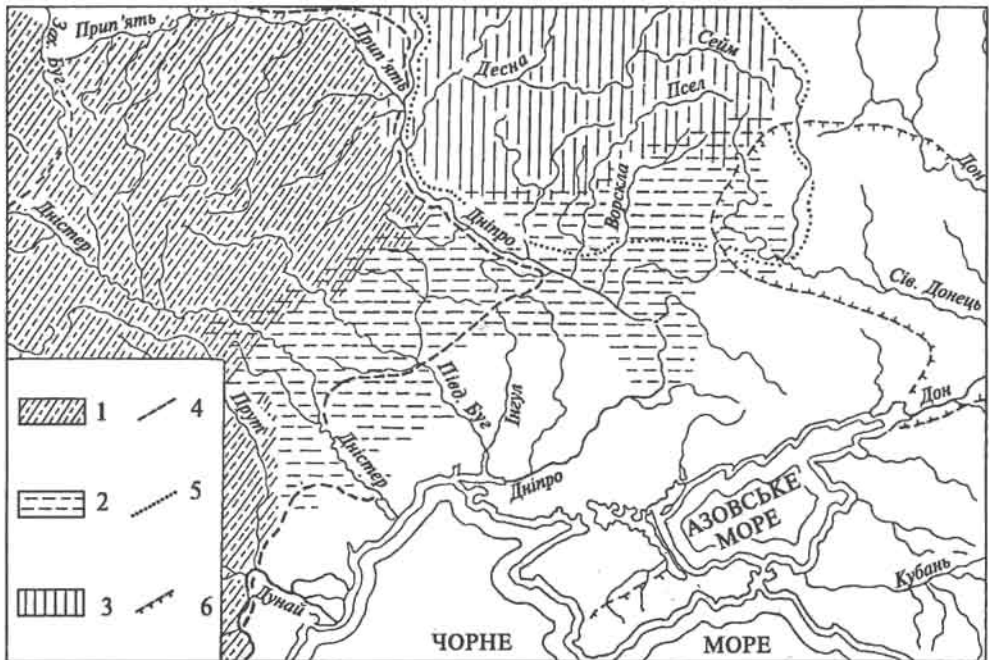 Зах. Буг
Прип'ять
Прип'ять
Десна
Сейм
Псел
Ворскла
Дон
Дністер
Дніпро
Сів. Донець
Прут
Дністер
Півд. Буг
Інгул
Дніпро
Дон
АЗОВСЬКЕ
МОРЕ
Кубань
Дунай
ЧОРНЕ МОРЕ
1 4
2 5
3 6